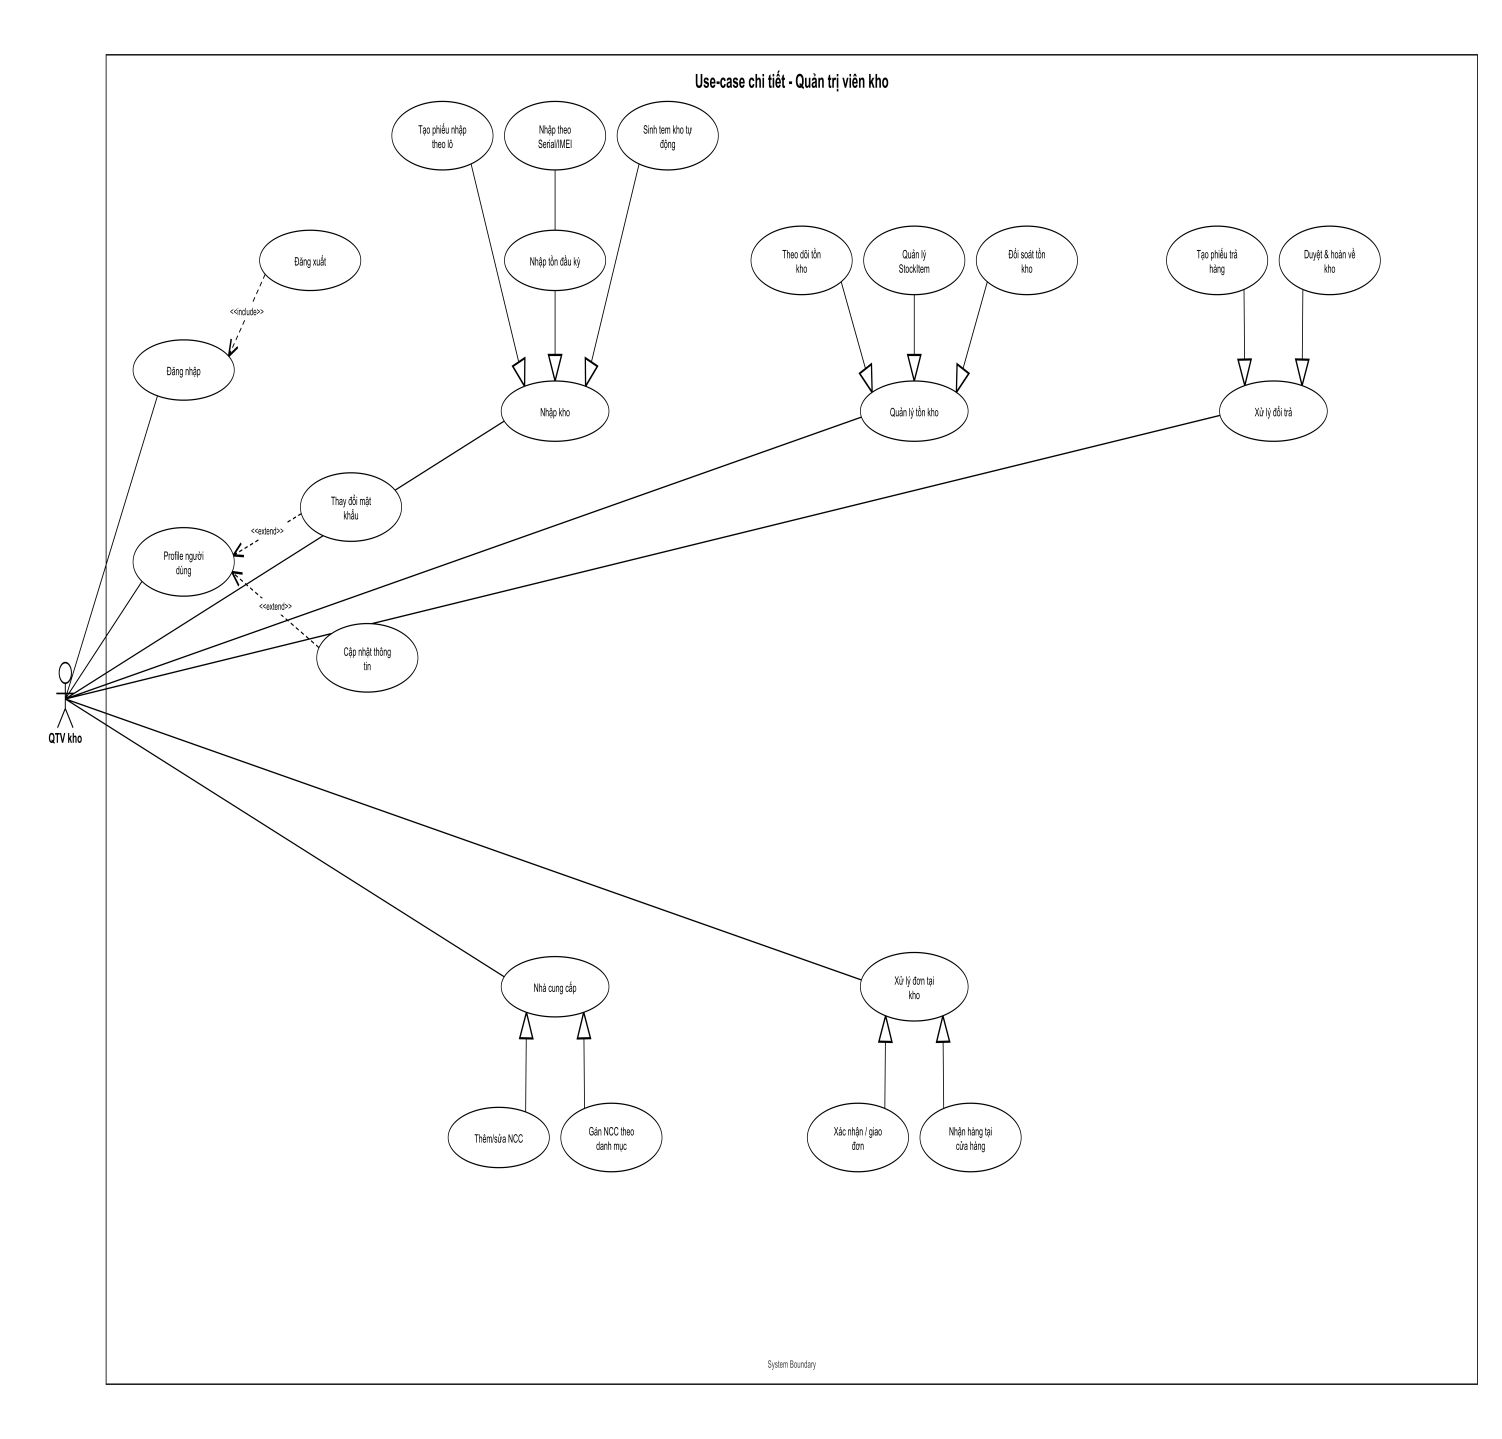 Use-case chi tiết - Quản trị viên kho
Tạo phiếu nhập
theo lô
Nhập theo
Serial/IMEI
Sinh tem kho tự
động
Đăng xuất
Nhập tồn đầu kỳ
Theo dõi tồn
kho
Quản lý
StockItem
Đối soát tồn
kho
Tạo phiếu trả
hàng
Duyệt & hoàn về
kho
<<include>>
Đăng nhập
Nhập kho
Quản lý tồn kho
Xử lý đổi trả
Thay đổi mật
khẩu
<<extend>>
Profile người
dùng
<<extend>>
Cập nhật thông
tin
QTV kho
Nhà cung cấp
Xử lý đơn tại
kho
Thêm/sửa NCC
Gán NCC theo
danh mục
Xác nhận / giao
đơn
Nhận hàng tại
cửa hàng
System Boundary